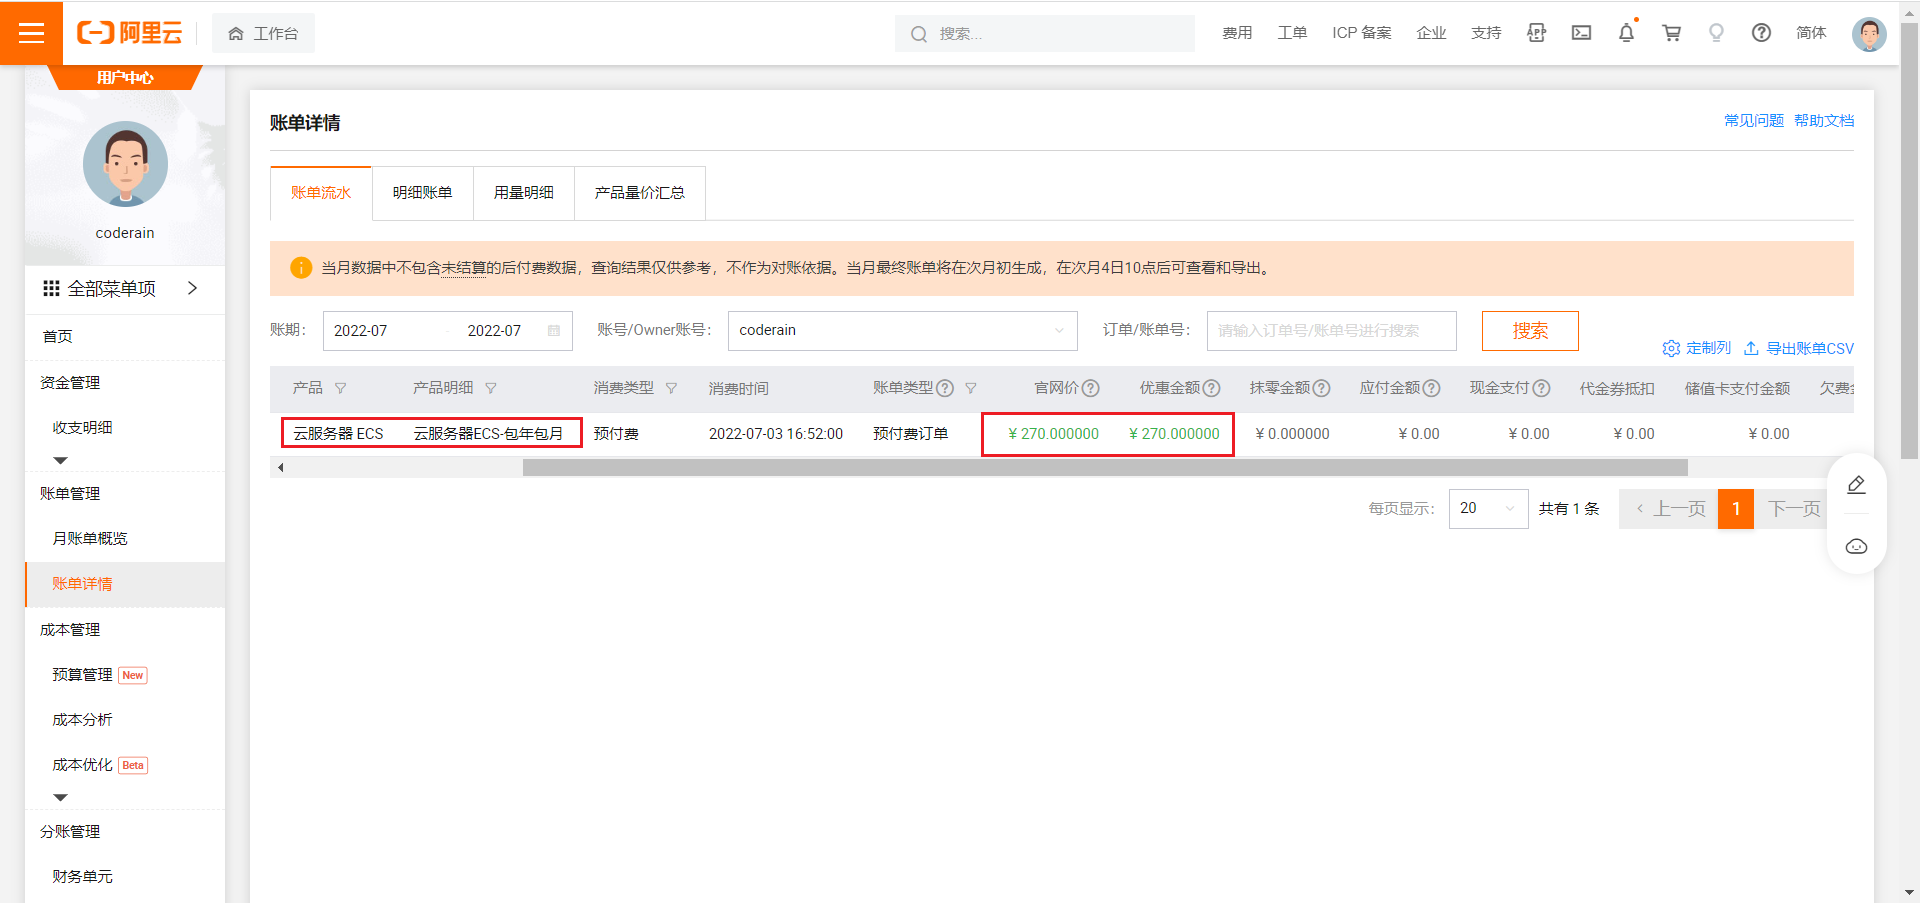 阿里云
工作台
搜索...
费用
工单
ICP 备案
企业
支持
APP
简体
用户中心
coderain
全部菜单项
首页
资金管理
收支明细
账单管理
月账单概览
账单详情
成本管理
预算管理 New
成本分析
成本优化 Beta
分账管理
财务单元
账单详情
常见问题 帮助文档
账单流水 明细账单 用量明细 产品量价汇总
当月数据中不包含未结算的后付费数据，查询结果仅供参考，不作为对账依据。当月最终账单将在次月初生成，在次月4日10点后可查看和导出。
账期： 2022-07 - 2022-07 账号/Owner账号： coderain 订单/账单号： 请输入订单号/账单号进行搜索 搜索
定制列 导出账单CSV
产品 产品明细 消费类型 消费时间 账单类型 官网价 优惠金额 抹零金额 应付金额 现金支付 代金券抵扣 储值卡支付金额 欠费
云服务器 ECS 云服务器ECS-包年包月 预付费 2022-07-03 16:52:00 预付费订单 ¥ 270.000000 ¥ 270.000000 ¥ 0.000000 ¥ 0.00 ¥ 0.00 ¥ 0.00 ¥ 0.00
每页显示： 20 共有 1 条 上一页 1 下一页